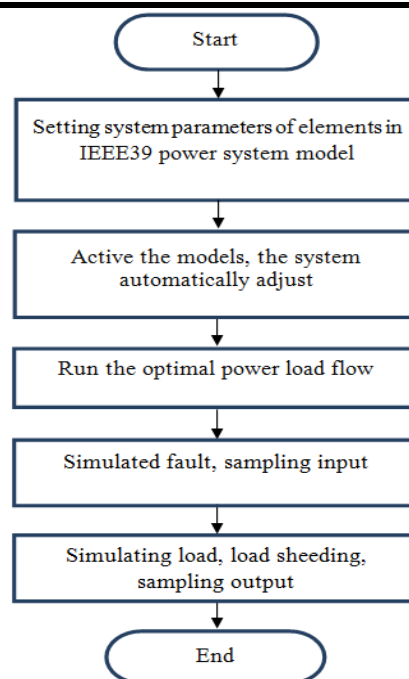 Start
Setting system parameters of elements in
IEEE39 power system model
Active the models, the system
automatically adjust
Run the optimal power load flow
Simulated fault, sampling input
Simulating load, load sheeding,
sampling output
End